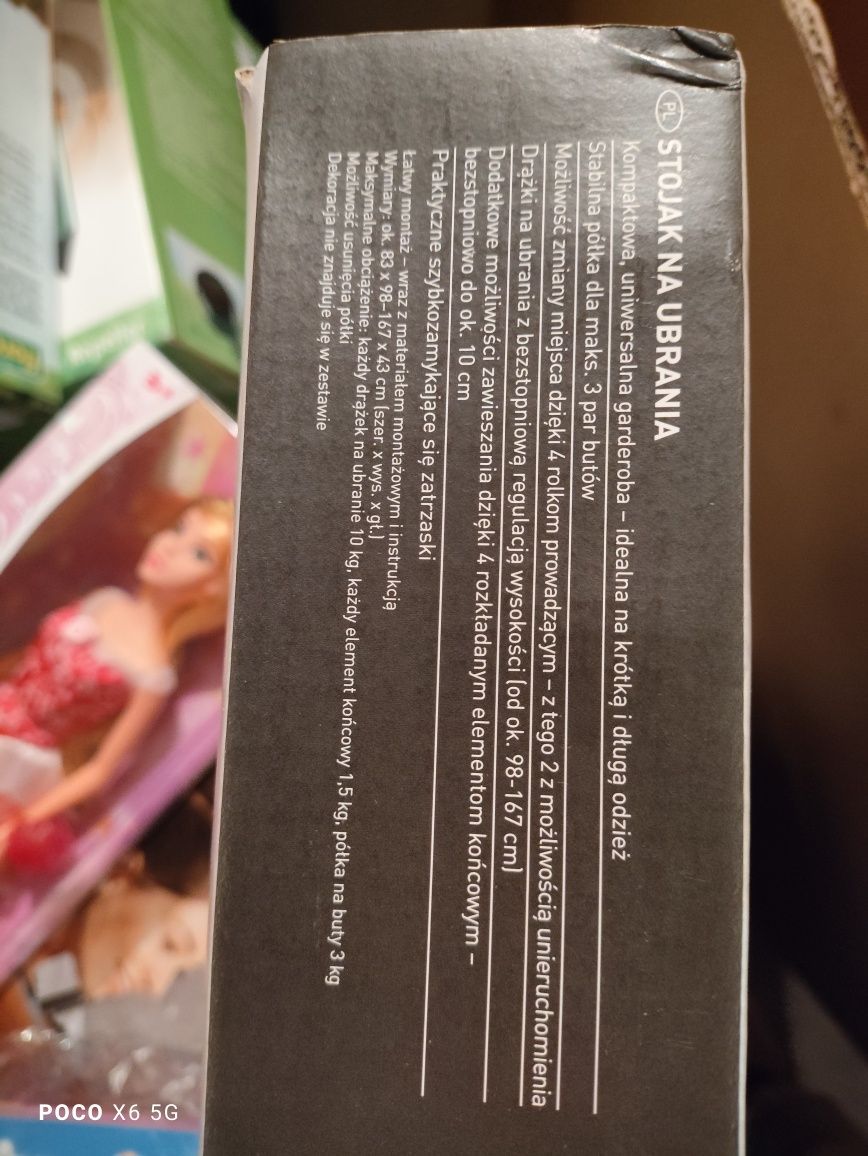 PL STOJAK NA UBRANIA
Kompaktowa, uniwersalna garderoba – idealna na krótką i długą odzież
Stabilna półka dla maks. 3 par butów
Możliwość zmiany miejsca dzięki 4 rolkom prowadzącym – z tego 2 z możliwością unieruchomienia
Drążki na ubrania z bezstopniową regulacją wysokości (od ok. 98-167 cm)
Dodatkowe możliwości zawieszania dzięki 4 rozkładanym elementom końcowym –
bezstopniowo do ok. 10 cm
Praktyczne szybkozamykające się zatrzaski
Łatwy montaż – wraz z materiałem montażowym i instrukcją
Wymiary: ok. 83 x 98-167 x 43 cm (szer. x wys. x gł.)
Maksymalne obciążenie: każdy drążek na ubranie 10 kg, każdy element końcowy 1,5 kg, półka na buty 3 kg
Możliwość usunięcia półki
Dekoracja nie znajduje się w zestawie
POCO X6 5G